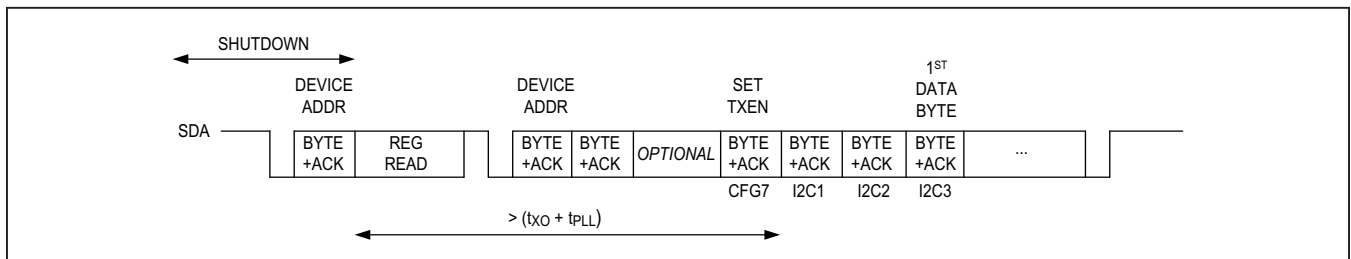 SHUTDOWN
1ST
DEVICE DEVICE SET DATA
ADDR ADDR TXEN BYTE
SDA
BYTE REG BYTE BYTE OPTIONAL BYTE BYTE BYTE BYTE ...
+ACK READ +ACK +ACK +ACK +ACK +ACK +ACK
CFG7 I2C1 I2C2 I2C3
> (tXO + tPLL)